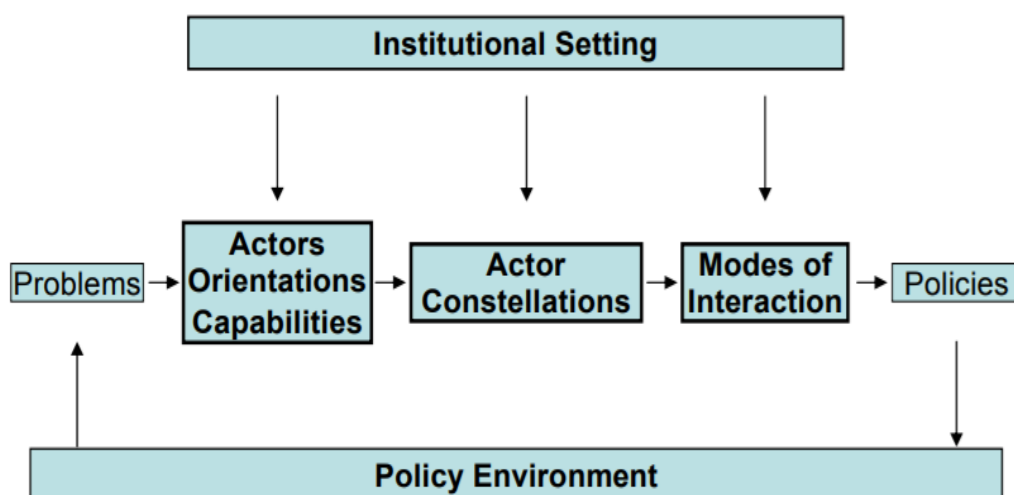 Institutional Setting
Problems
Actors
Orientations
Capabilities
Actor
Constellations
Modes of
Interaction
Policies
Policy Environment